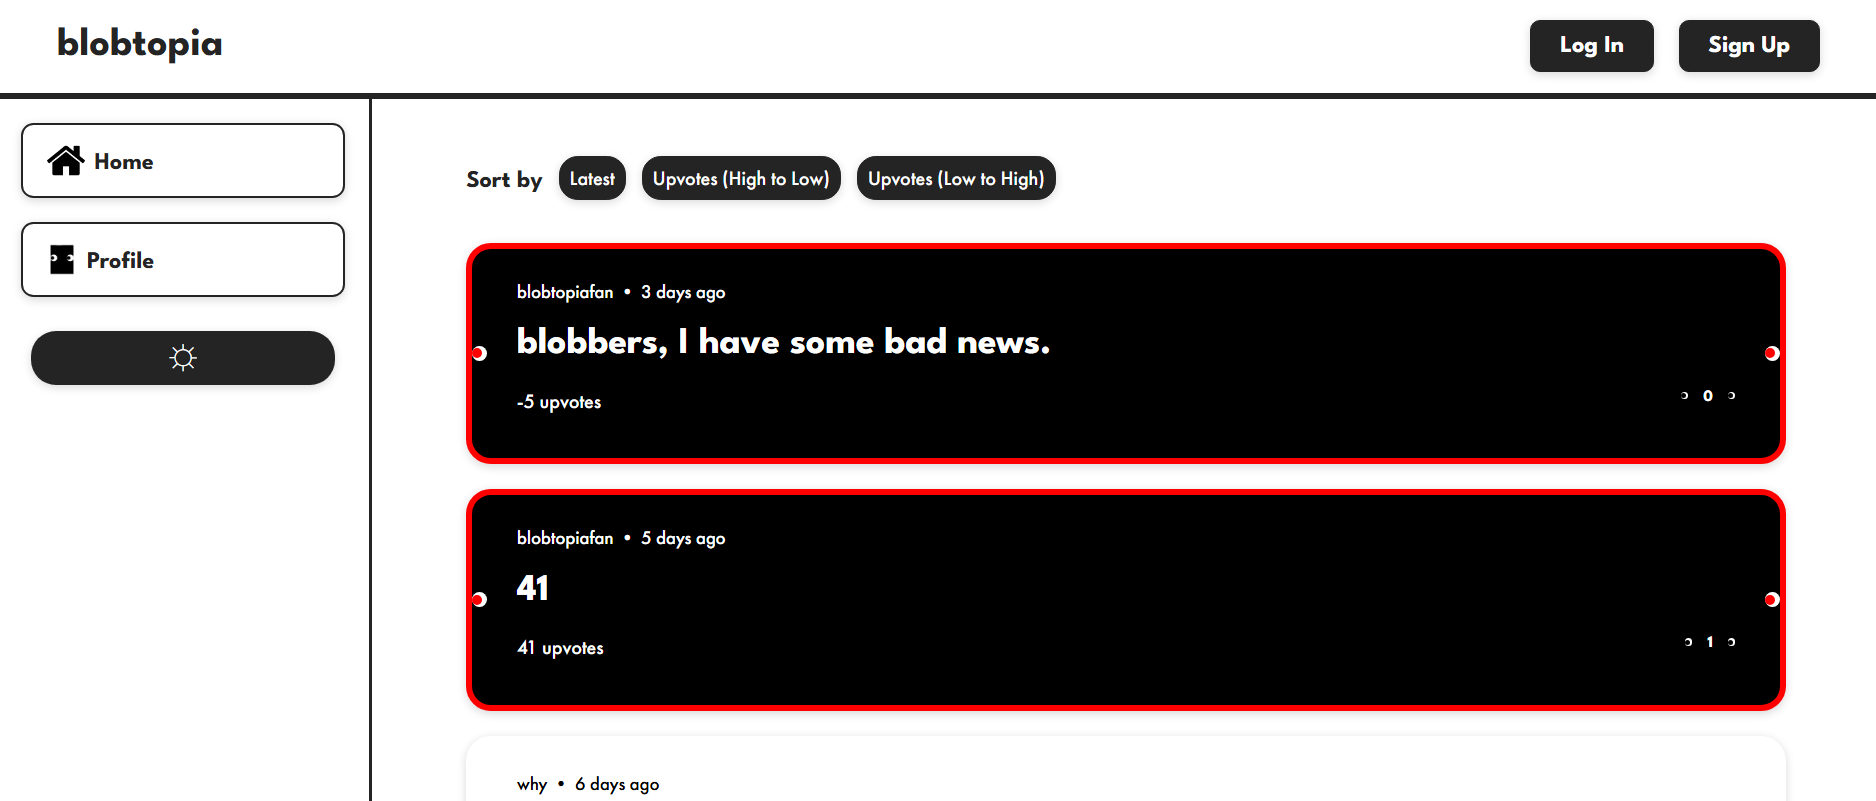 blobtopia
Log In
Sign Up
Home
Profile
Sort by
Latest
Upvotes (High to Low)
Upvotes (Low to High)
blobtopiafan • 3 days ago
blobbers, I have some bad news.
-5 upvotes
0
blobtopiafan • 5 days ago
41
41 upvotes
1
why • 6 days ago